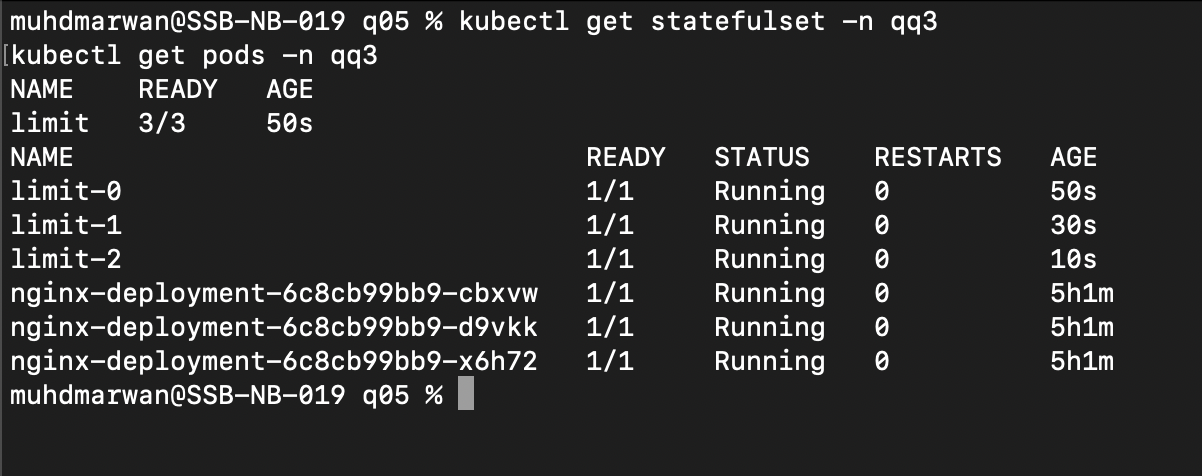 muhdmarwan@SSB-NB-019 q05 % kubectl get statefulset -n qq3
[kubectl get pods -n qq3
NAME    READY   AGE
limit   3/3     50s
NAME                                READY   STATUS    RESTARTS   AGE
limit-0                             1/1     Running   0          50s
limit-1                             1/1     Running   0          30s
limit-2                             1/1     Running   0          10s
nginx-deployment-6c8cb99bb9-cbxvw   1/1     Running   0          5h1m
nginx-deployment-6c8cb99bb9-d9vkk   1/1     Running   0          5h1m
nginx-deployment-6c8cb99bb9-x6h72   1/1     Running   0          5h1m
muhdmarwan@SSB-NB-019 q05 %